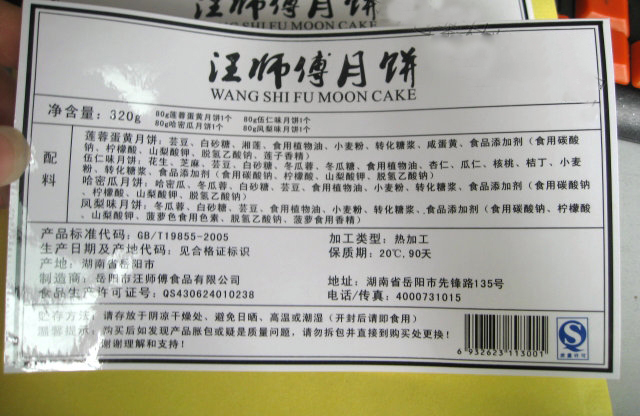 汪师傅月饼
WANG SHI FU MOON CAKE
净含量：320g 80g莲蓉蛋黄月饼1个 80g伍仁味月饼1个
80g哈密瓜月饼1个 80g凤梨味月饼1个
配料
莲蓉蛋黄月饼：芸豆、白砂糖、湘莲、食用植物油、小麦粉、转化糖浆、咸蛋黄、食品添加剂（食用碳酸
钠、柠檬酸、山梨酸钾、脱氢乙酸钠、莲子香精）
伍仁味月饼：花生、芝麻、芸豆、白砂糖、冬瓜蓉、冬瓜糖、食用植物油、杏仁、瓜仁、核桃、桔丁、小麦
粉、转化糖浆、食品添加剂（食用碳酸钠、柠檬酸、山梨酸钾、脱氢乙酸钠）
哈密瓜月饼：哈密瓜、冬瓜蓉、白砂糖、芸豆、食用植物油、小麦粉、转化糖浆、食品添加剂（食用碳酸钠
、柠檬酸、山梨酸钾、脱氢乙酸钠）
凤梨味月饼：冬瓜蓉、白砂糖、芸豆、食用植物油、小麦粉、转化糖浆、食品添加剂（食用碳酸钠、柠檬酸
、山梨酸钾、菠萝色食用色素、脱氢乙酸钠、菠萝食用香精）
产品标准代码：GB/T19855-2005 加工类型：热加工
生产日期及产地代码：见合格证标识 保质期：20℃,90天
产地：湖南省岳阳市
制造商：岳阳市汪师傅食品有限公司 地址：湖南省岳阳市先锋路135号
食品生产许可证号：QS430624010238 电话/传真：4000731015
贮存方法：请存放于阴凉干燥处、避免日晒、高温或潮湿（开封后请即食用）
温馨提示：购买后如发现产品胀包或疑是质量问题，请勿拆包并直接到购买处更换！
谢谢理解和支持！
6 932623 113001
质量许可